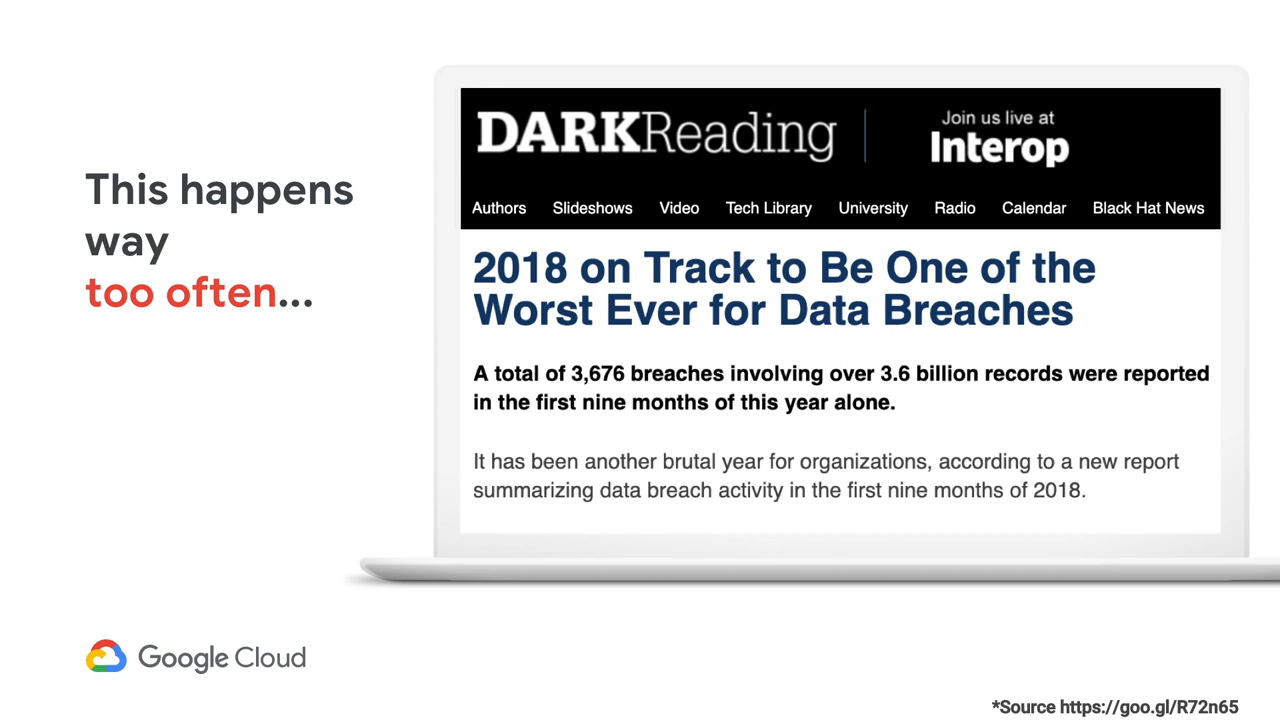 This happens
way
too often...
DARKReading
Join us live at
Interop
Authors Slideshows Video Tech Library University Radio Calendar Black Hat News
2018 on Track to Be One of the
Worst Ever for Data Breaches
A total of 3,676 breaches involving over 3.6 billion records were reported
in the first nine months of this year alone.
It has been another brutal year for organizations, according to a new report
summarizing data breach activity in the first nine months of 2018.
Google Cloud
*Source https://goo.gl/R72n65